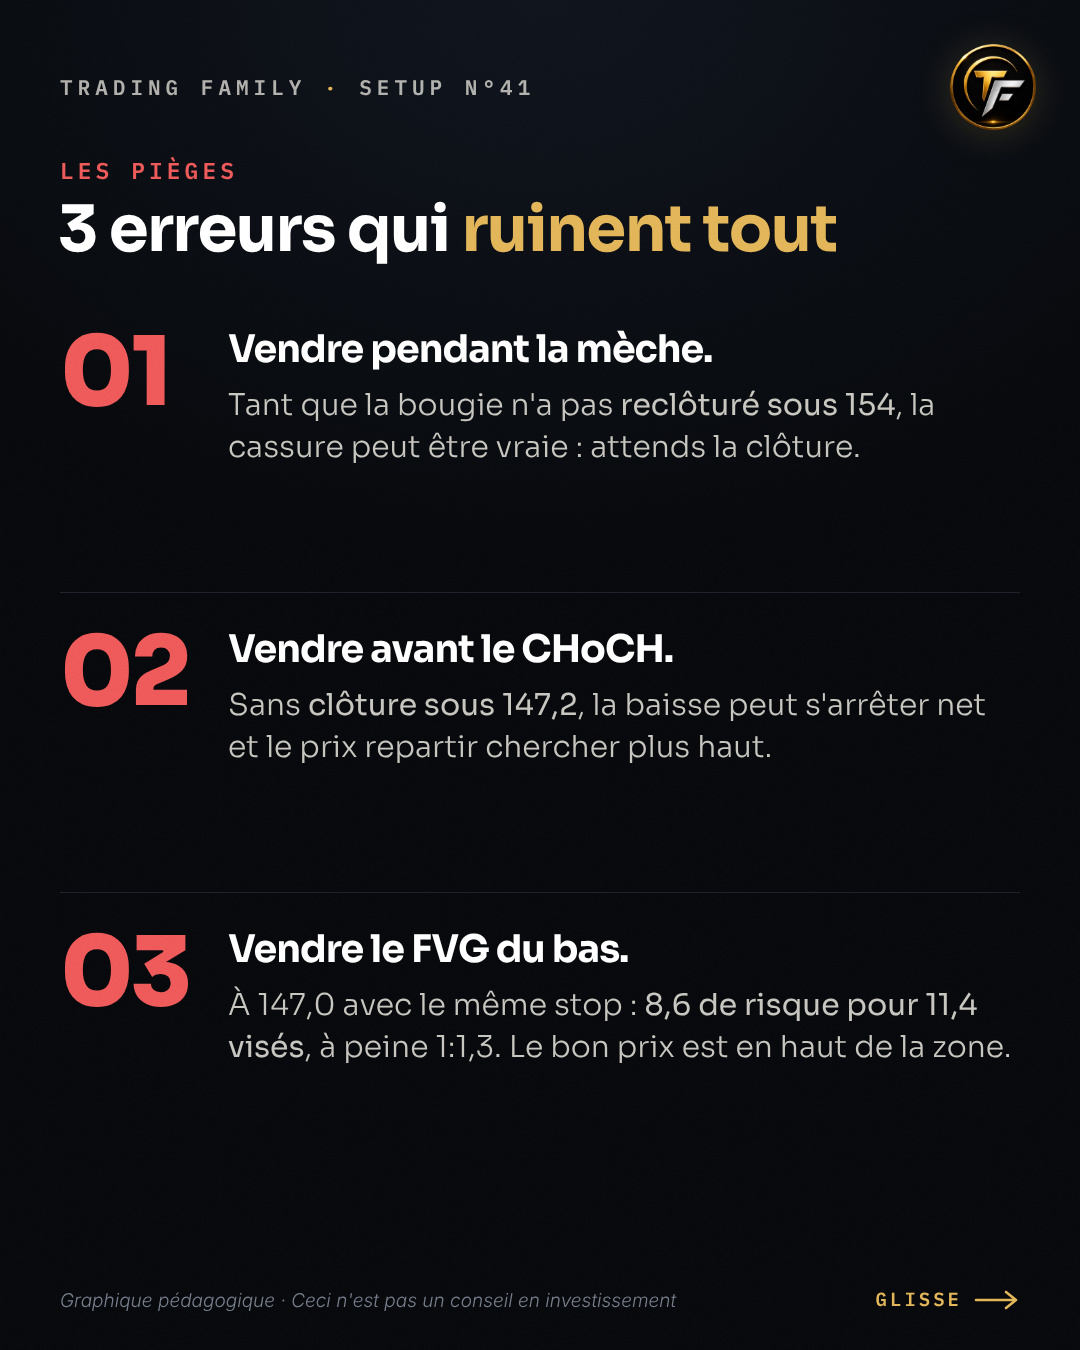 TRADING FAMILY · SETUP N°41
TF
LES PIÈGES
3 erreurs qui ruinent tout
01
Vendre pendant la mèche.
Tant que la bougie n'a pas reclôturé sous 154, la
cassure peut être vraie : attends la clôture.
02
Vendre avant le CHoCH.
Sans clôture sous 147,2, la baisse peut s'arrêter net
et le prix repartir chercher plus haut.
03
Vendre le FVG du bas.
À 147,0 avec le même stop : 8,6 de risque pour 11,4
visés, à peine 1:1,3. Le bon prix est en haut de la zone.
Graphique pédagogique · Ceci n'est pas un conseil en investissement
GLISSE →